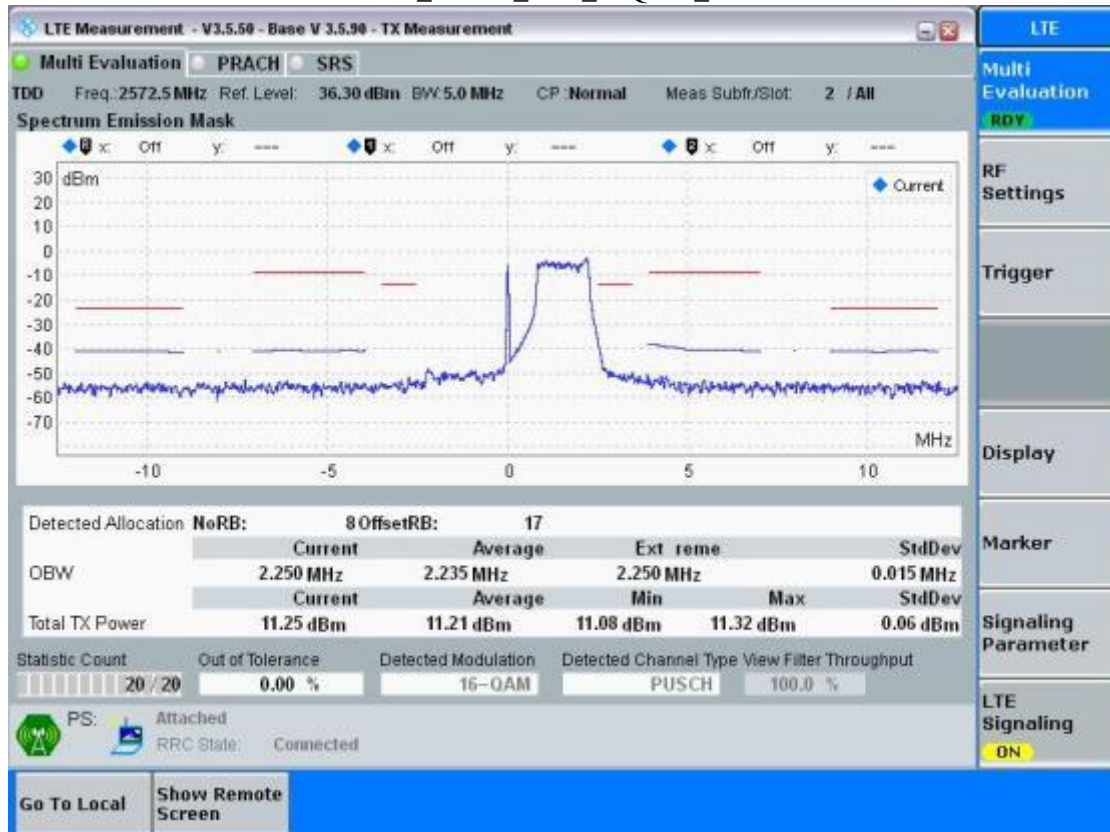 LTE Measurement - V3.5.50 - Base V 3.5.90 - TX Measurement
LTE
Multi Evaluation PRACH SRS
TDD Freq.:2572.5 MHz Ref. Level: 36.30 dBm BW: 5.0 MHz CP :Normal Meas Subfr./Slot: 2 / All
Multi
Evaluation
RDY
Spectrum Emission Mask
x: Off y: --- x: Off y: --- x: Off y: ---
30 dBm
Current
20
10
0
-10
-20
-30
-40
-50
-60
-70
MHz
-10 -5 0 5 10
RF
Settings
Trigger
Display
Marker
Signaling
Parameter
LTE
Signaling
ON
Detected Allocation NoRB: 8 OffsetRB: 17
Current Average Ext reme StdDev
OBW 2.250 MHz 2.235 MHz 2.250 MHz 0.015 MHz
Current Average Min Max StdDev
Total TX Power 11.25 dBm 11.21 dBm 11.08 dBm 11.32 dBm 0.06 dBm
Statistic Count Out of Tolerance Detected Modulation Detected Channel Type View Filter Throughput
20 / 20 0.00 % 16-QAM PUSCH 100.0 %
PS: Attached
RRC State: Connected
Go To Local
Show Remote
Screen